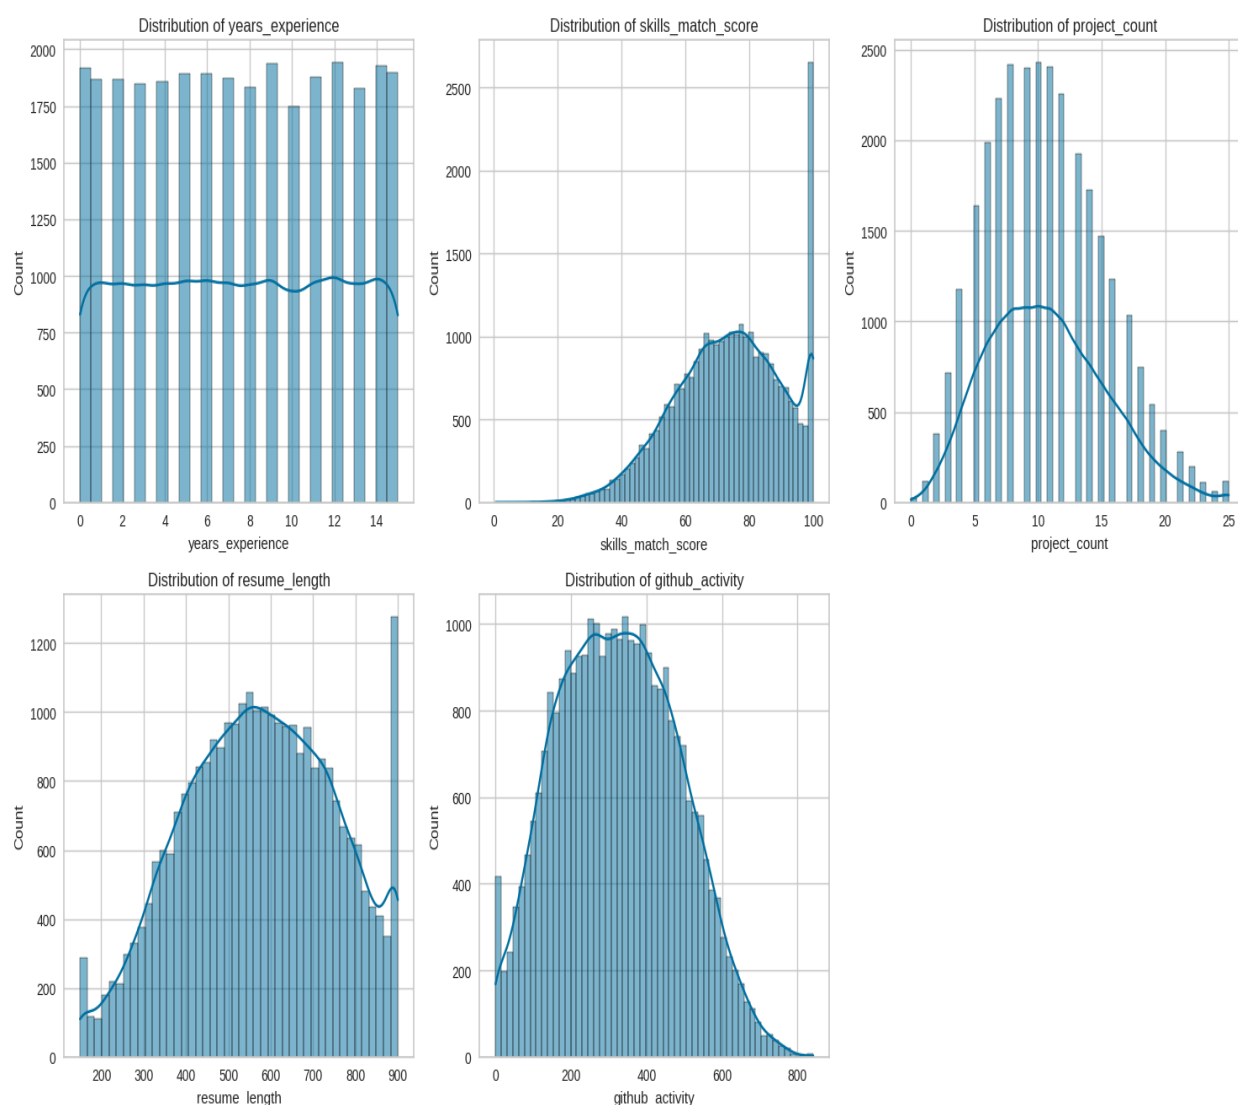 Distribution of years_experience
2000
1750
1500
1250
1000
750
500
250
0
Count
0 2 4 6 8 10 12 14
years_experience
Distribution of skills_match_score
2500
2000
1500
1000
500
0
Count
0 20 40 60 80 100
skills_match_score
Distribution of project_count
2500
2000
1500
1000
500
0
Count
0 5 10 15 20 25
project_count
Distribution of resume_length
1200
1000
800
600
400
200
0
Count
200 300 400 500 600 700 800 900
resume_length
Distribution of github_activity
1000
800
600
400
200
0
Count
0 200 400 600 800
github_activity